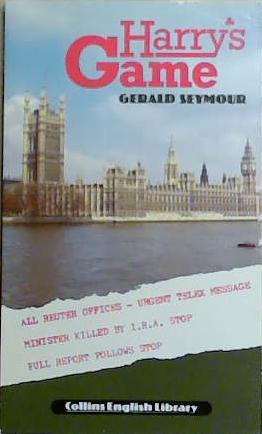 Harry's
Game
GERALD SEYMOUR
ALL REUTER OFFICES - URGENT TELEX MESSAGE
MINISTER KILLED BY I.R.A. STOP
FULL REPORT FOLLOWS STOP
Collins English Library